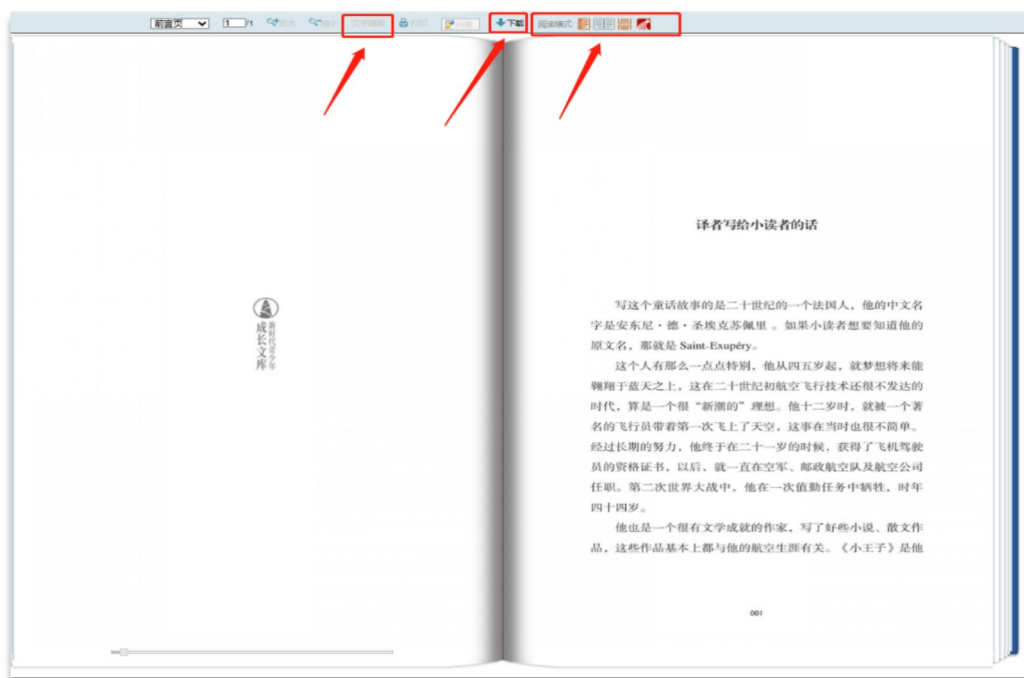 前言页 1 /1 放大 缩小 文字摘录 打印 纠错 下载 阅读模式:
新时代青少年
成长文库
译者写给小读者的话
写这个童话故事的是二十世纪的一个法国人，他的中文名
字是安东尼·德·圣埃克苏佩里 。如果小读者想要知道他的
原文名，那就是 Saint-Exupéry。
这个人有那么一点点特别，他从四五岁起，就梦想将来能
翱翔于蓝天之上，这在二十世纪初航空飞行技术还很不发达的
时代，算是一个很“新潮的”理想。他十二岁时，就被一个著
名的飞行员带着第一次飞上了天空，这事在当时也很不简单。
经过长期的努力，他终于在二十一岁的时候，获得了飞机驾驶
员的资格证书，以后，就一直在空军、邮政航空队及航空公司
任职。第二次世界大战中，他在一次值勤任务中牺牲，时年
四十四岁。
他也是一个很有文学成就的作家，写了好些小说、散文作
品，这些作品基本上都与他的航空生涯有关。《小王子》是他
001